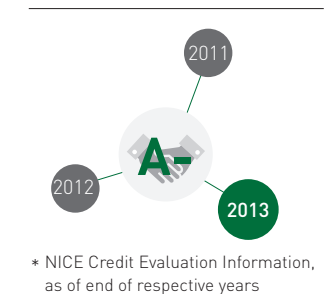 2011
A-
2012
2013
* NICE Credit Evaluation Information,
as of end of respective years